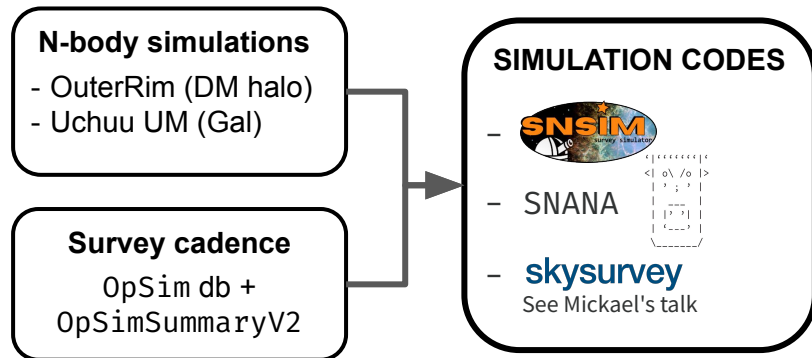 N-body simulations
- OuterRim (DM halo)
- Uchuu UM (Gal)
Survey cadence
OpSim db +
OpSimSummaryV2
SIMULATION CODES
- SNSIM
survey simulator
- SNANA
- skysurvey
See Mickael's talk